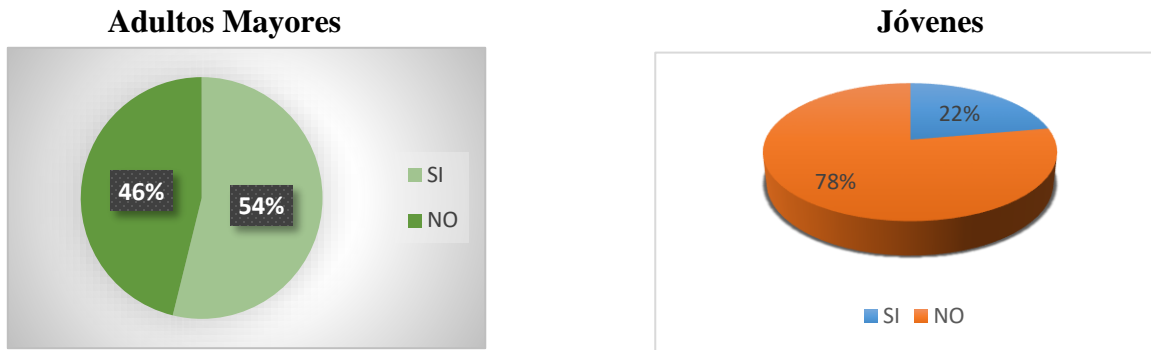 Adultos Mayores
46%
54%
SI
NO
Jóvenes
22%
78%
SI NO